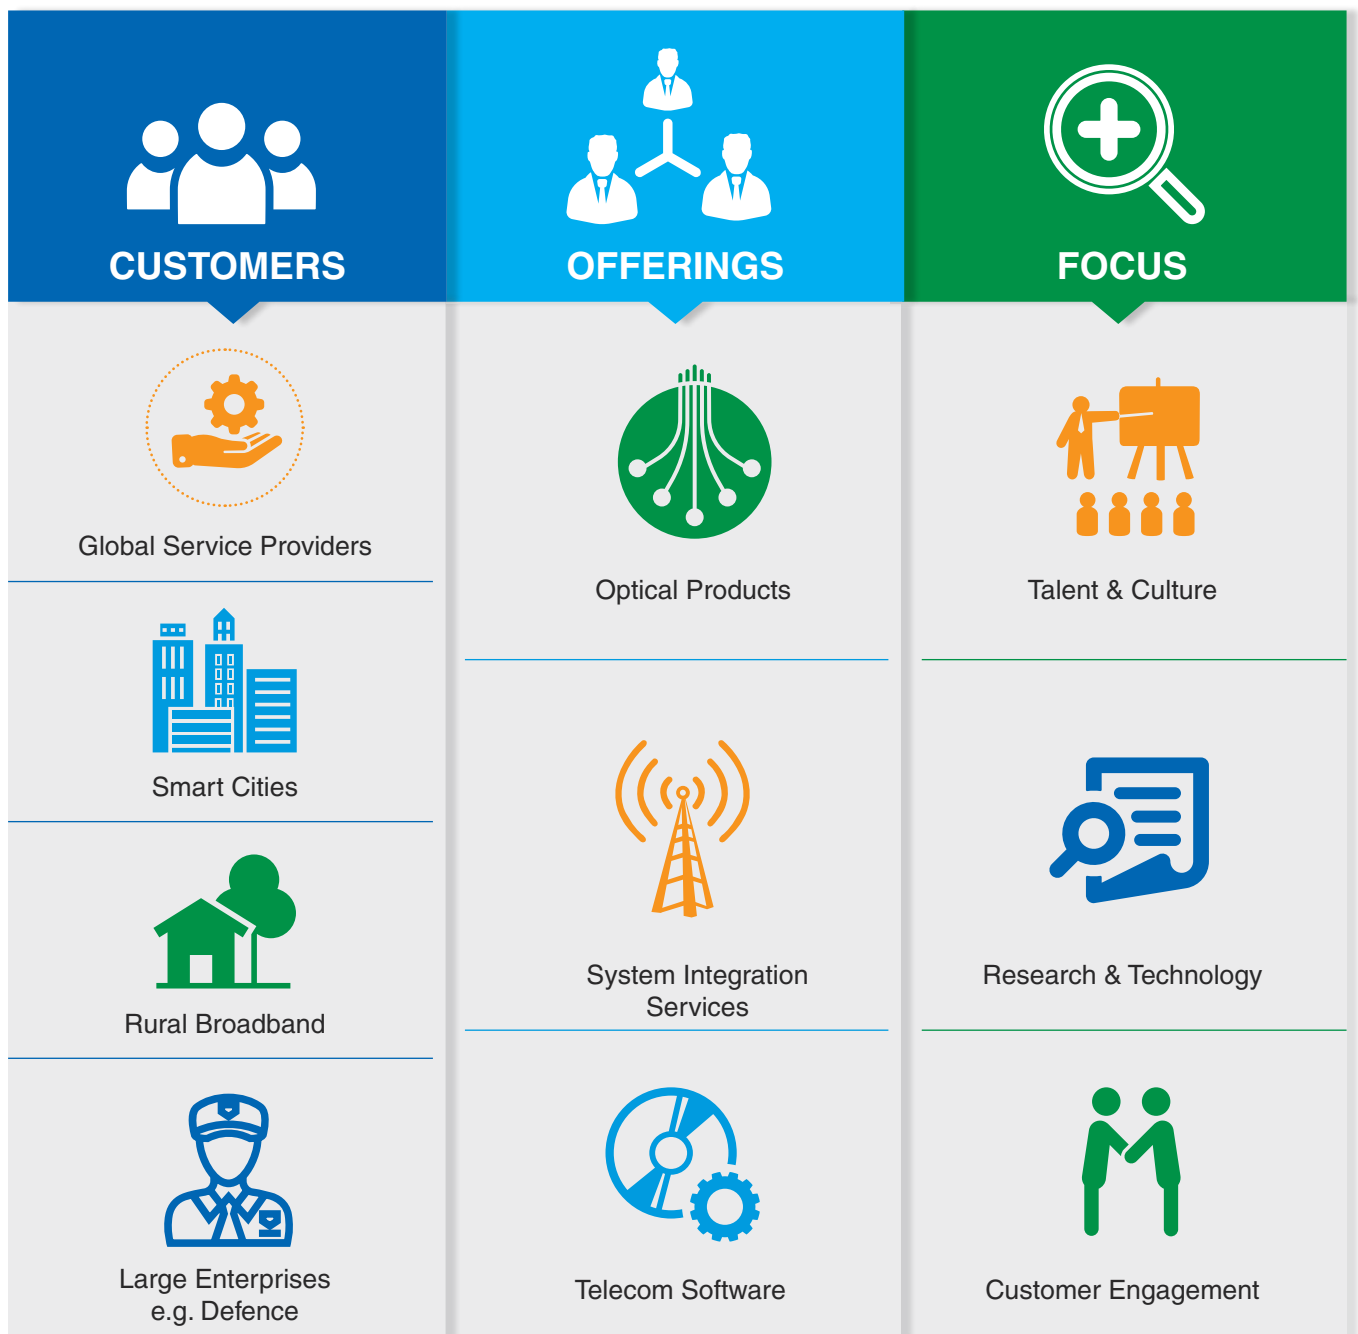 CUSTOMERS
Global Service Providers
Smart Cities
Rural Broadband
Large Enterprises
e.g. Defence
OFFERINGS
Optical Products
System Integration
Services
Telecom Software
FOCUS
Talent & Culture
Research & Technology
Customer Engagement